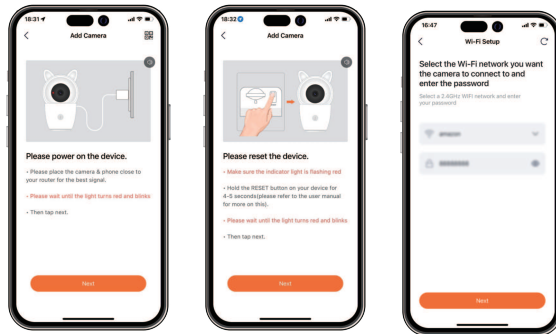 18:31
Add Camera
Please power on the device.
• Please place the camera & phone close to
your router for the best signal.
• Please wait until the light turns red and blinks
• Then tap next.
Next
18:32
Add Camera
Please reset the device.
• Make sure the indicator light is flashing red
• Hold the RESET button on your device for
4-5 seconds(please refer to the user manual
for more on this).
• Please wait until the light turns red and blinks
• Then tap next.
Next
16:47
Wi-Fi Setup
Select the Wi-Fi network you want
the camera to connect to and
enter the password
Select a 2.4GHz WiFi network and enter
your password
Next